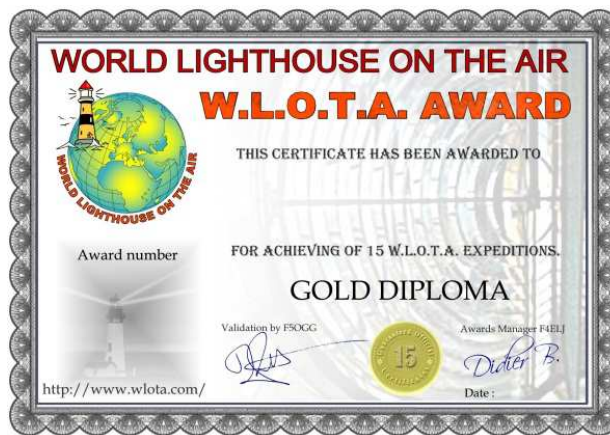 WORLD LIGHTHOUSE ON THE AIR
W.L.O.T.A. AWARD
WORLD LIGHTHOUSE ON THE AIR
THIS CERTIFICATE HAS BEEN AWARDED TO
Award number
FOR ACHIEVING OF 15 W.L.O.T.A. EXPEDITIONS.
GOLD DIPLOMA
Validation by F5OGG
Awards Manager F4ELJ
15
Didier B.
http://www.wlota.com/
Date :